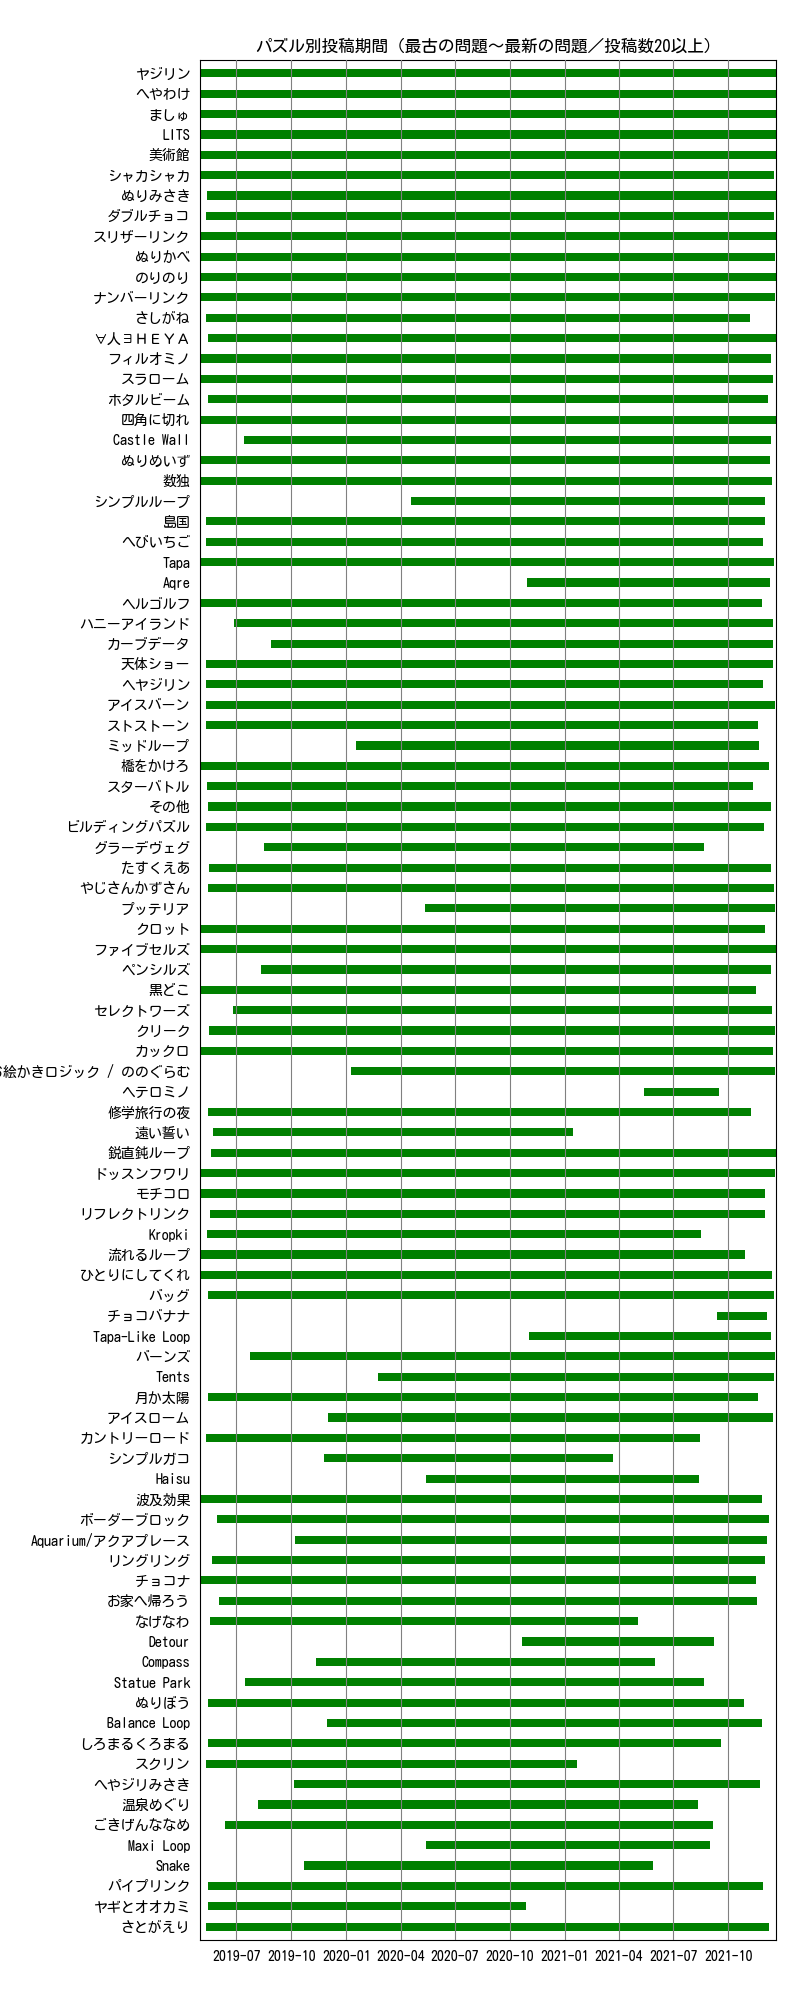 パズル別投稿期間（最古の問題～最新の問題／投稿数20以上）
ヤジリン
へやわけ
ましゅ
LITS
美術館
シャカシャカ
ぬりみさき
ダブルチョコ
スリザーリンク
ぬりかべ
のりのり
ナンバーリンク
さしがね
∀人ヨＨＥＹＡ
フィルオミノ
スラローム
ホタルビーム
四角に切れ
Castle Wall
ぬりめいず
数独
シンプルループ
島国
へびいちご
Tapa
Aqre
ヘルゴルフ
ハニーアイランド
カーブデータ
天体ショー
ヘヤジリン
アイスバーン
ストストーン
ミッドループ
橋をかけろ
スターバトル
その他
ビルディングパズル
グラーデヴェグ
たすくえあ
やじさんかずさん
プッテリア
クロット
ファイブセルズ
ペンシルズ
黒どこ
セレクトワーズ
クリーク
カックロ
絵かきロジック / ののぐらむ
ヘテロミノ
修学旅行の夜
遠い誓い
鋭直鈍ループ
ドッスンフワリ
モチコロ
リフレクトリンク
Kropki
流れるループ
ひとりにしてくれ
バッグ
チョコバナナ
Tapa-Like Loop
バーンズ
Tents
月か太陽
アイスローム
カントリーロード
シンプルガコ
Haisu
波及効果
ボーダーブロック
Aquarium/アクアプレース
リングリング
チョコナ
お家へ帰ろう
なげなわ
Detour
Compass
Statue Park
ぬりぼう
Balance Loop
しろまるくろまる
スクリン
へやジリみさき
温泉めぐり
ごきげんななめ
Maxi Loop
Snake
パイプリンク
ヤギとオオカミ
さとがえり
2019-07 2019-10 2020-01 2020-04 2020-07 2020-10 2021-01 2021-04 2021-07 2021-10